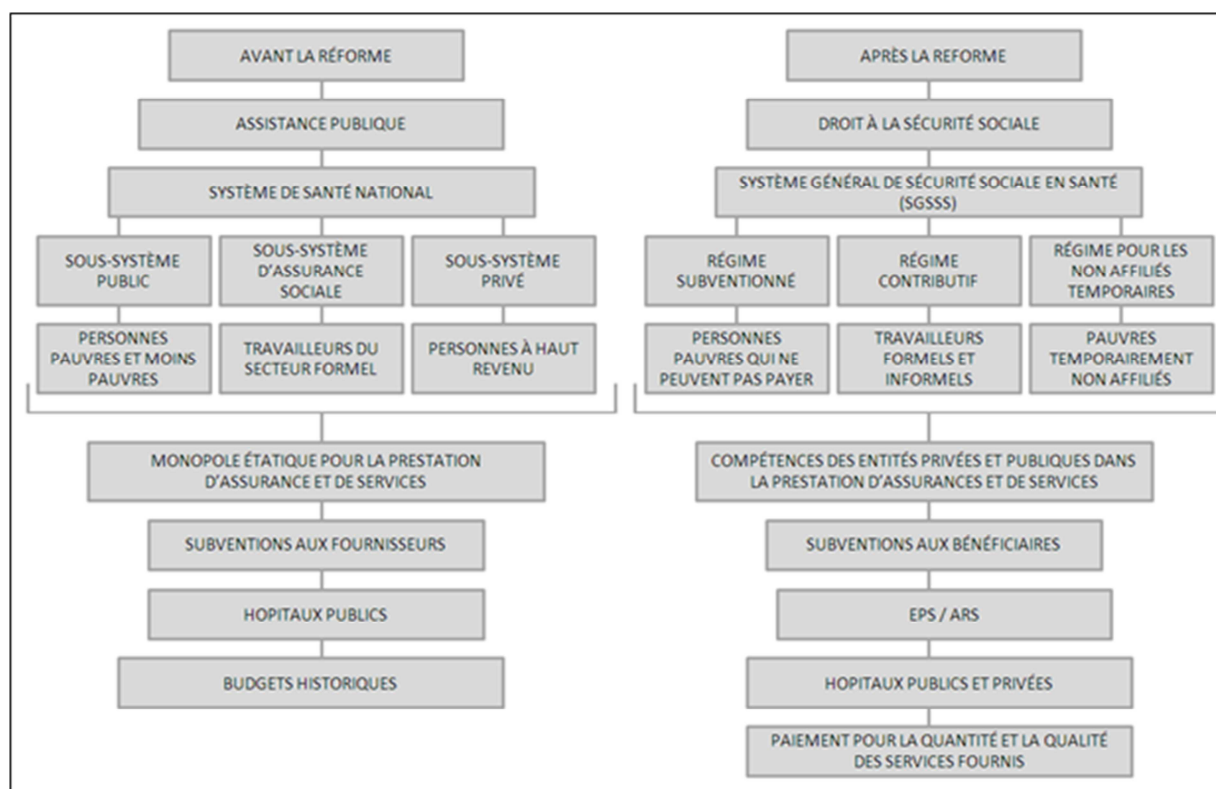 AVANT LA RÉFORME
ASSISTANCE PUBLIQUE
SYSTÈME DE SANTÉ NATIONAL
SOUS-SYSTÈME
PUBLIC
SOUS-SYSTÈME
D'ASSURANCE
SOCIALE
SOUS-SYSTÈME
PRIVÉ
PERSONNES
PAUVRES ET MOINS
PAUVRES
TRAVAILLEURS DU
SECTEUR FORMEL
PERSONNES À HAUT
REVENU
MONOPOLE ÉTATIQUE POUR LA PRESTATION
D'ASSURANCE ET DE SERVICES
SUBVENTIONS AUX FOURNISSEURS
HOPITAUX PUBLICS
BUDGETS HISTORIQUES
APRÈS LA REFORME
DROIT À LA SÉCURITÉ SOCIALE
SYSTÈME GÉNÉRAL DE SÉCURITÉ SOCIALE EN SANTÉ
(SGSSS)
RÉGIME
SUBVENTIONNÉ
RÉGIME
CONTRIBUTIF
RÉGIME POUR LES
NON AFFILIÉS
TEMPORAIRES
PERSONNES
PAUVRES QUI NE
PEUVENT PAS PAYER
TRAVAILLEURS
FORMELS ET
INFORMELS
PAUVRES
TEMPORAIREMENT
NON AFFILIÉS
COMPÉTENCES DES ENTITÉS PRIVÉES ET PUBLIQUES DANS
LA PRESTATION D'ASSURANCES ET DE SERVICES
SUBVENTIONS AUX BÉNÉFICIAIRES
EPS / ARS
HOPITAUX PUBLICS ET PRIVÉES
PAIEMENT POUR LA QUANTITÉ ET LA QUALITÉ
DES SERVICES FOURNIS